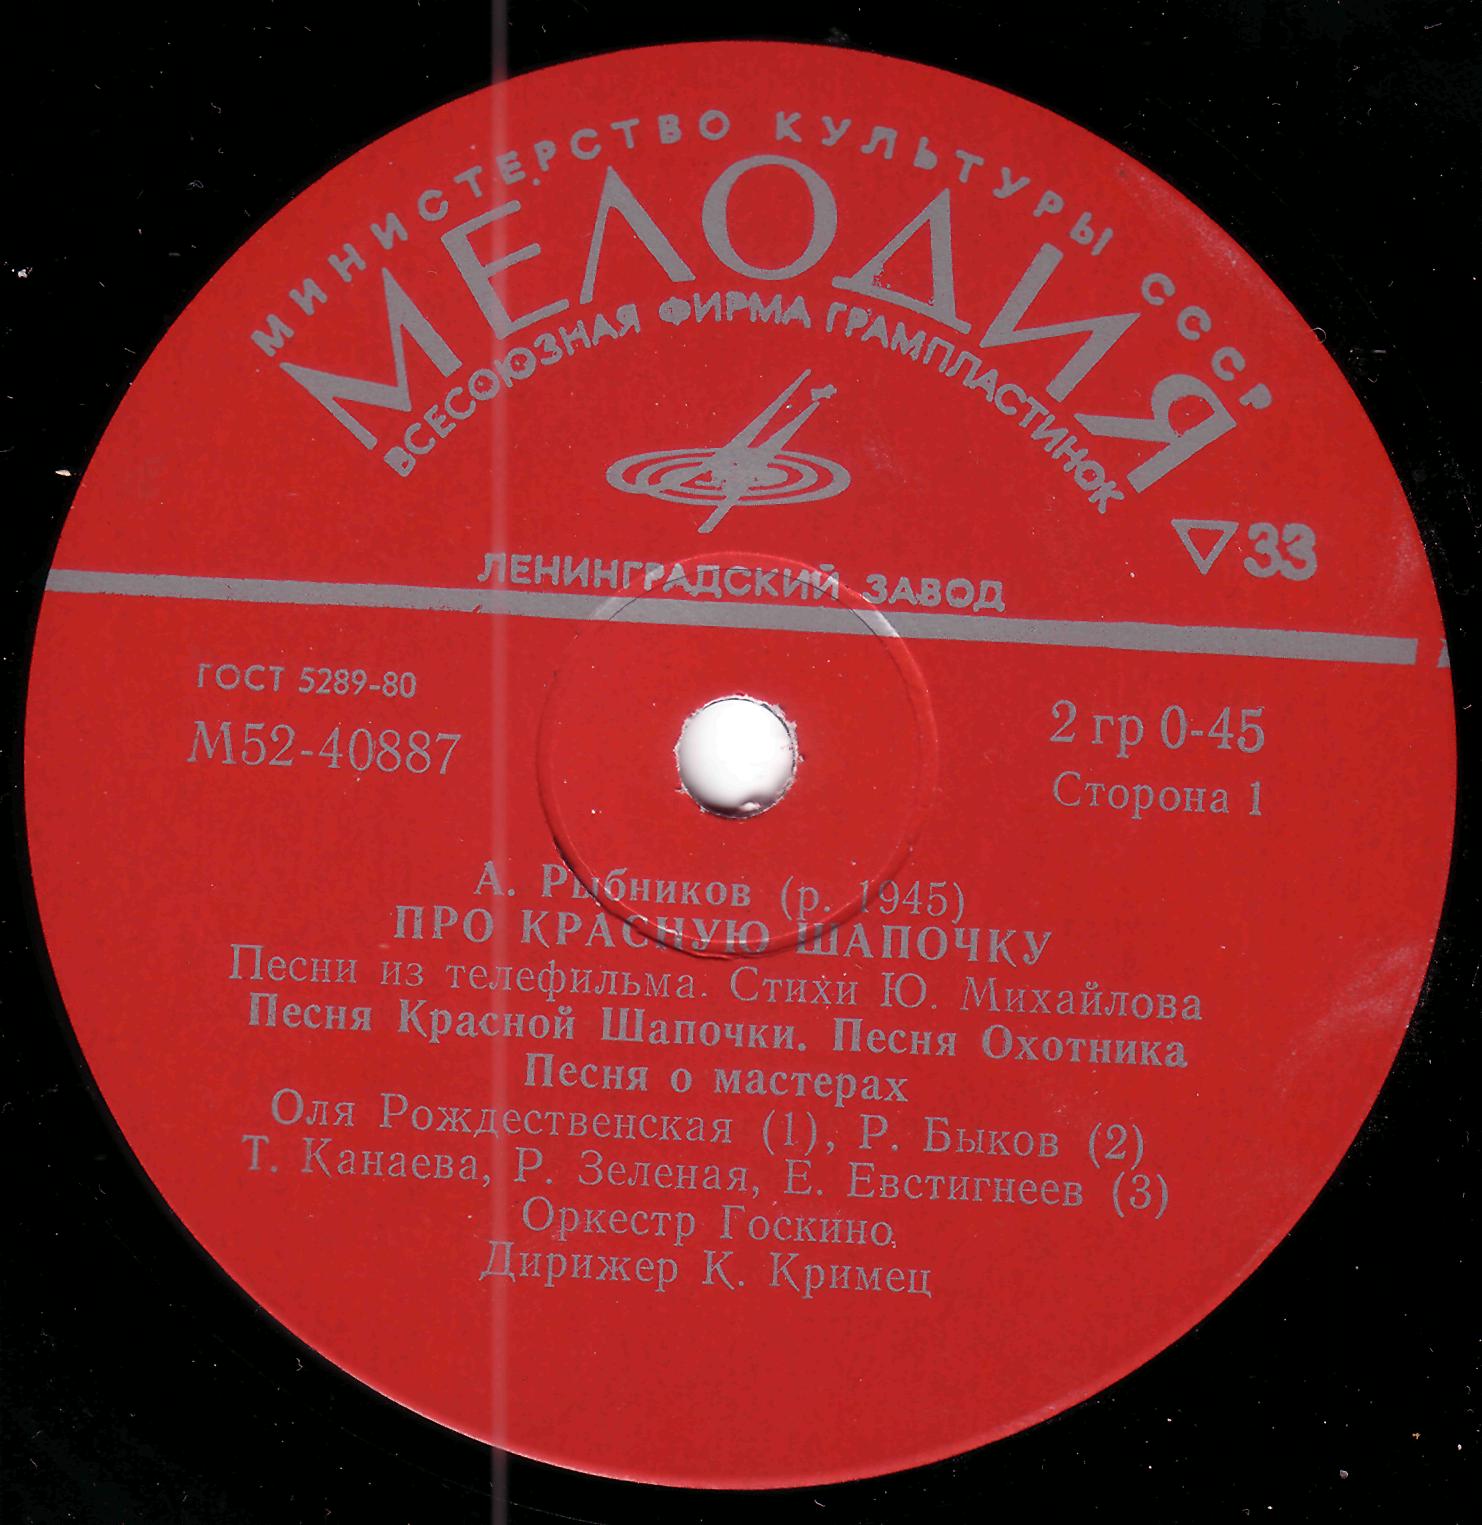 МИНИСТЕРСТВО КУЛЬТУРЫ СССР
МЕЛОДИЯ
ВСЕСОЮЗНАЯ ФИРМА ГРАМПЛАСТИНОК
33
ЛЕНИНГРАДСКИЙ ЗАВОД
ГОСТ 5289-80
М52-40887
2 гр 0-45
Сторона 1
А. Рыбников (р. 1945)
ПРО КРАСНУЮ ШАПОЧКУ
Песни из телефильма. Стихи Ю. Михайлова
Песня Красной Шапочки. Песня Охотника
Песня о мастерах
Оля Рождественская (1), Р. Быков (2)
Т. Канаева, Р. Зеленая, Е. Евстигнеев (3)
Оркестр Госкино.
Дирижер К. Кримец